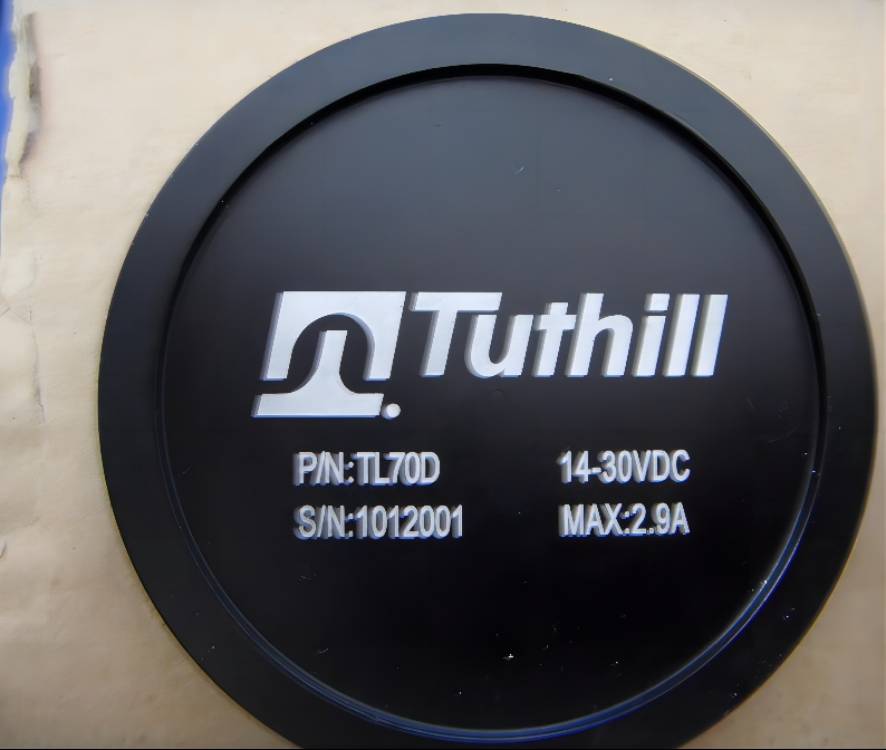 Tuthill
P/N:TL70D 14-30VDC
S/N:1012001 MAX:2.9A